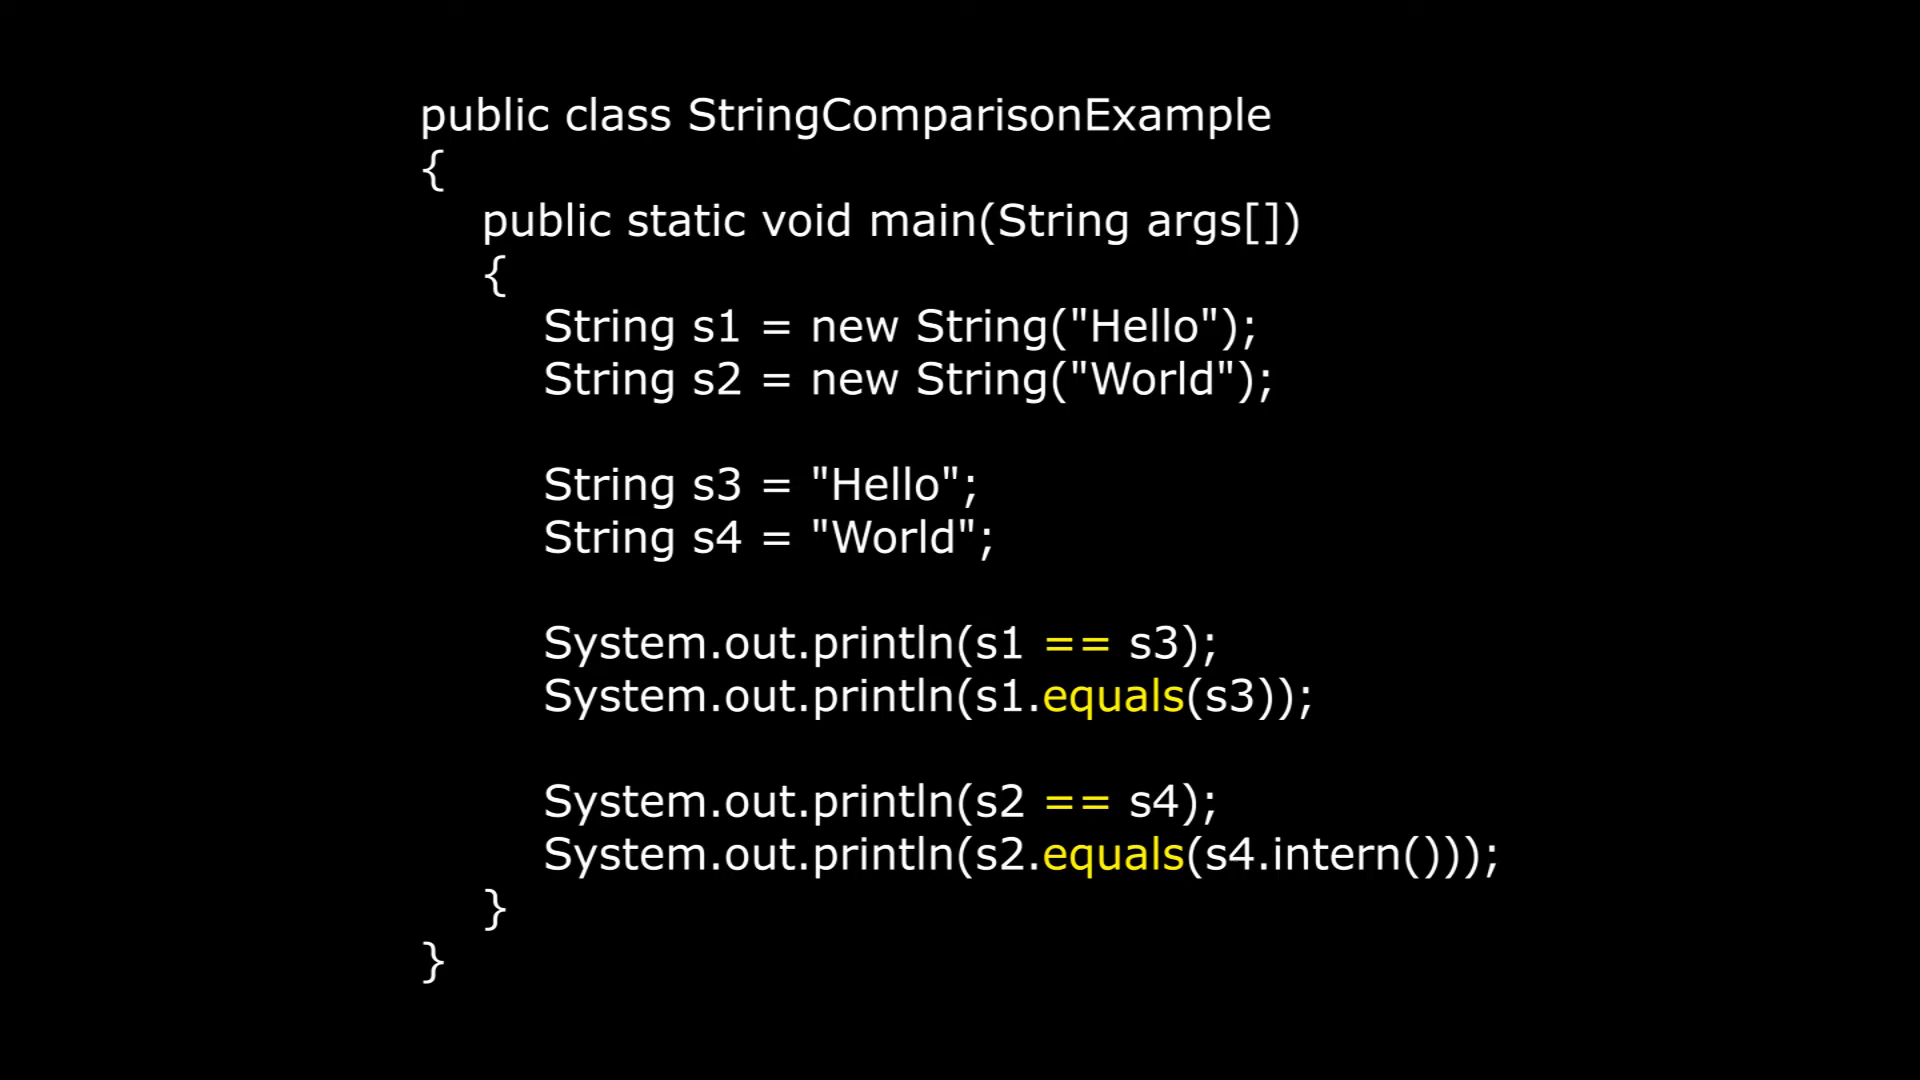 public class StringComparisonExample
{
public static void main(String args[])
{
String s1 = new String("Hello");
String s2 = new String("World");
String s3 = "Hello";
String s4 = "World";
System.out.println(s1 == s3);
System.out.println(s1.equals(s3));
System.out.println(s2 == s4);
System.out.println(s2.equals(s4.intern()));
}
}